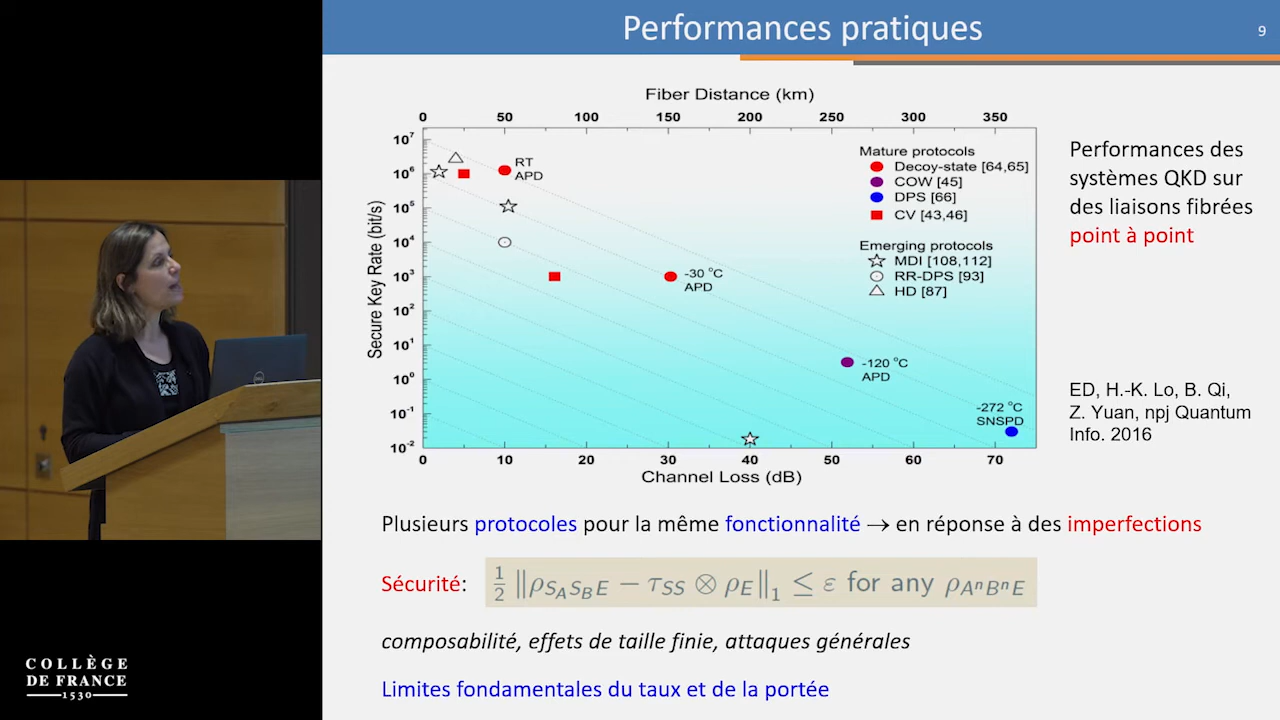 Performances pratiques
9
Fiber Distance (km)
0 50 100 150 200 250 300 350
Secure Key Rate (bit/s)
10⁷
10⁶
10⁵
10⁴
10³
10²
10¹
10⁰
10⁻¹
10⁻²
RT
APD
-30 °C
APD
-120 °C
APD
-272 °C
SNSPD
Mature protocols
Decoy-state [64,65]
COW [45]
DPS [66]
CV [43,46]
Emerging protocols
MDI [108,112]
RR-DPS [93]
HD [87]
0 10 20 30 40 50 60 70
Channel Loss (dB)
Performances des
systèmes QKD sur
des liaisons fibrées
point à point
ED, H.-K. Lo, B. Qi,
Z. Yuan, npj Quantum
Info. 2016
Plusieurs protocoles pour la même fonctionnalité → en réponse à des imperfections
Sécurité: ½ ‖ρ_{S_A S_B E} − τ_{SS} ⊗ ρ_E‖₁ ≤ ε for any ρ_{AⁿBⁿE}
composabilité, effets de taille finie, attaques générales
Limites fondamentales du taux et de la portée
COLLÈGE
DE FRANCE
1530